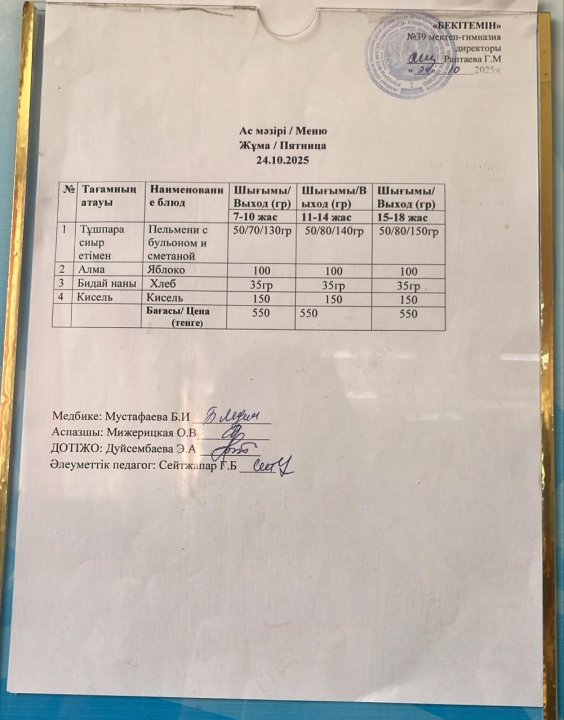 «БЕКІТЕМІН»
№39 мектеп-гимназия
директоры
Раптаева Г.М
« 24 » 10 2025ж
Ас мәзірі / Меню
Жұма / Пятница
24.10.2025
№ Тағамның атауы Наименование блюд Шығымы/ Выход (гр) Шығымы/Выход (гр) Шығымы/ Выход (гр)
7-10 жас 11-14 жас 15-18 жас
1 Тұшпара сиыр етімен Пельмени с бульоном и сметаной 50/70/130гр 50/80/140гр 50/80/150гр
2 Алма Яблоко 100 100 100
3 Бидай наны Хлеб 35гр 35гр 35гр
4 Кисель Кисель 150 150 150
Бағасы/ Цена (тенге) 550 550 550
Медбике: Мустафаева Б.И
Аспазшы: Мижерицкая О.В
ДОТІЖО: Дуйсембаева Э.А
Әлеуметтік педагог: Сейтжапар Г.Б